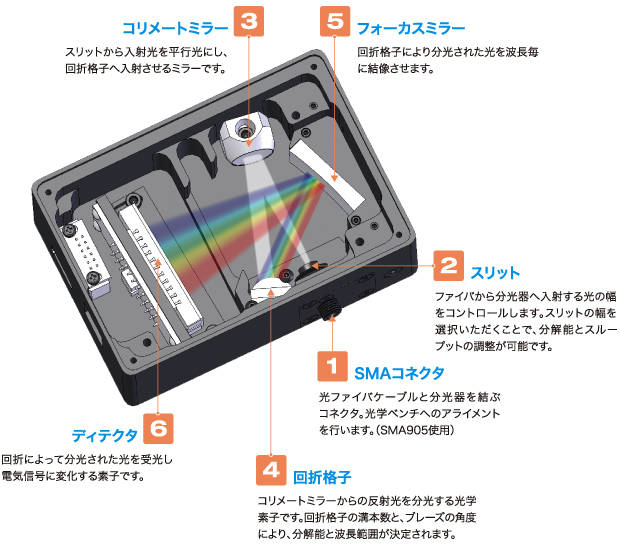 コリメートミラー 3
スリットから入射光を平行光にし、
回折格子へ入射させるミラーです。
5 フォーカスミラー
回折格子により分光された光を波長毎
に結像させます。
2 スリット
ファイバから分光器へ入射する光の幅
をコントロールします。スリットの幅を
選択いただくことで、分解能とスルー
プットの調整が可能です。
1 SMAコネクタ
光ファイバケーブルと分光器を結ぶ
コネクタ。光学ベンチへのアライメント
を行います。（SMA905使用）
ディテクタ 6
回折によって分光された光を受光し
電気信号に変化する素子です。
4 回折格子
コリメートミラーからの反射光を分光する光学
素子です。回折格子の溝本数と、ブレーズの角度
により、分解能と波長範囲が決定されます。